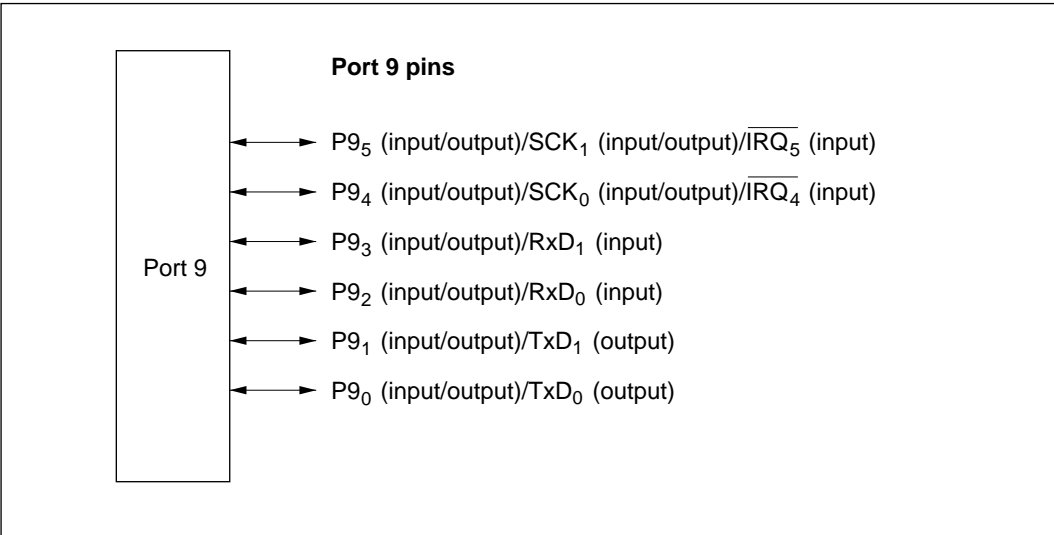 Port 9 pins
P9₅ (input/output)/SCK₁ (input/output)/I̅R̅Q̅₅̅ (input)
P9₄ (input/output)/SCK₀ (input/output)/I̅R̅Q̅₄̅ (input)
P9₃ (input/output)/RxD₁ (input)
Port 9
P9₂ (input/output)/RxD₀ (input)
P9₁ (input/output)/TxD₁ (output)
P9₀ (input/output)/TxD₀ (output)